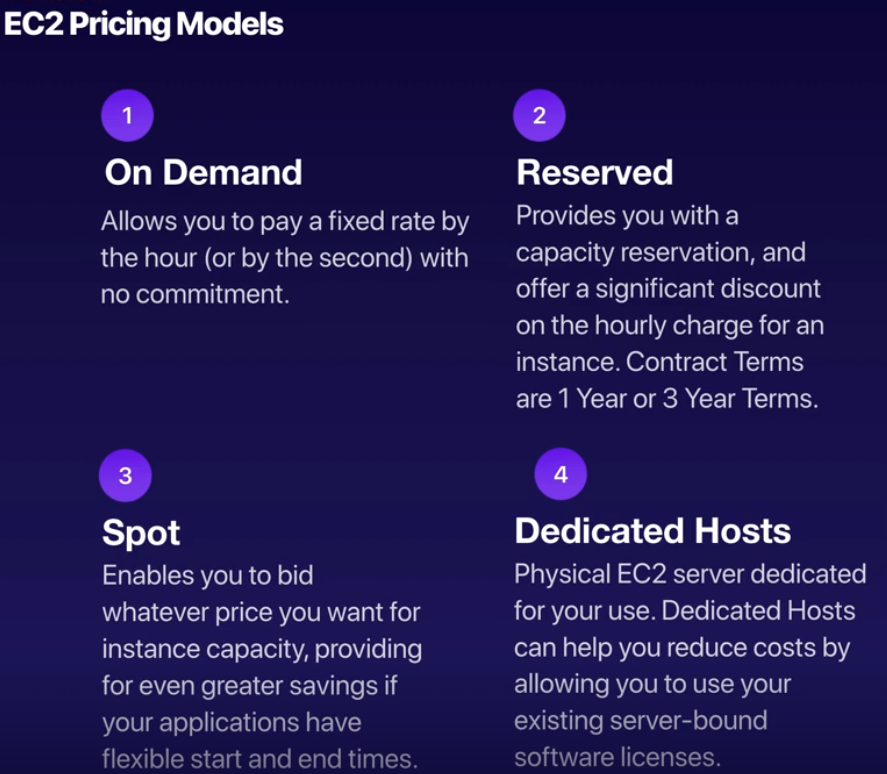 EC2 Pricing Models
1
On Demand
Allows you to pay a fixed rate by
the hour (or by the second) with
no commitment.
2
Reserved
Provides you with a
capacity reservation, and
offer a significant discount
on the hourly charge for an
instance. Contract Terms
are 1 Year or 3 Year Terms.
3
Spot
Enables you to bid
whatever price you want for
instance capacity, providing
for even greater savings if
your applications have
flexible start and end times.
4
Dedicated Hosts
Physical EC2 server dedicated
for your use. Dedicated Hosts
can help you reduce costs by
allowing you to use your
existing server-bound
software licenses.